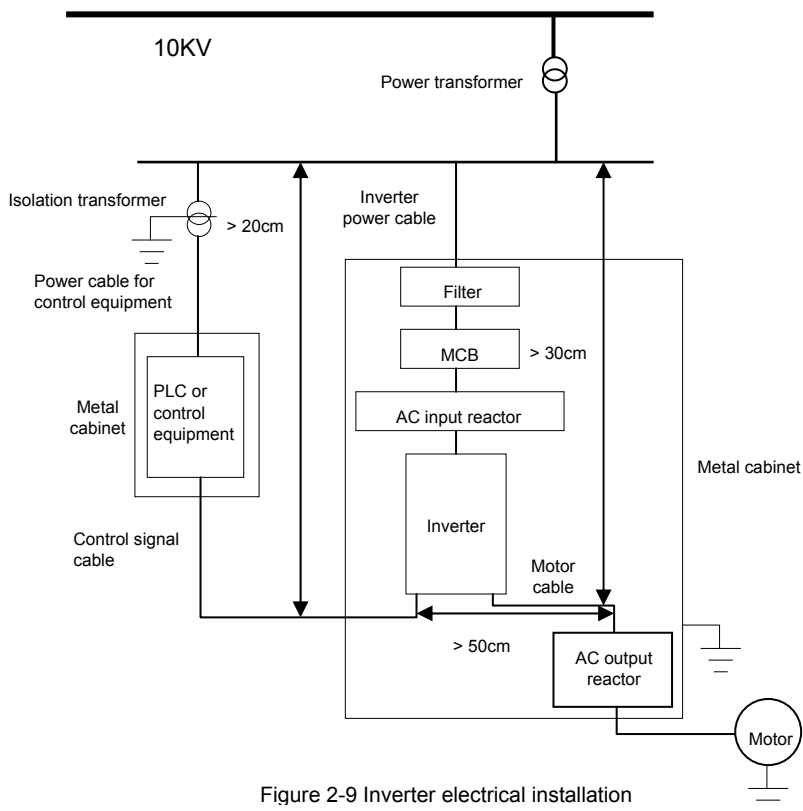 10KV
Power transformer
Isolation transformer
> 20cm
Inverter
power cable
Power cable for
control equipment
Filter
MCB
> 30cm
PLC or
control
equipment
Metal
cabinet
AC input reactor
Metal cabinet
Inverter
Control signal
cable
Motor
cable
> 50cm
AC output
reactor
Motor
Figure 2-9 Inverter electrical installation